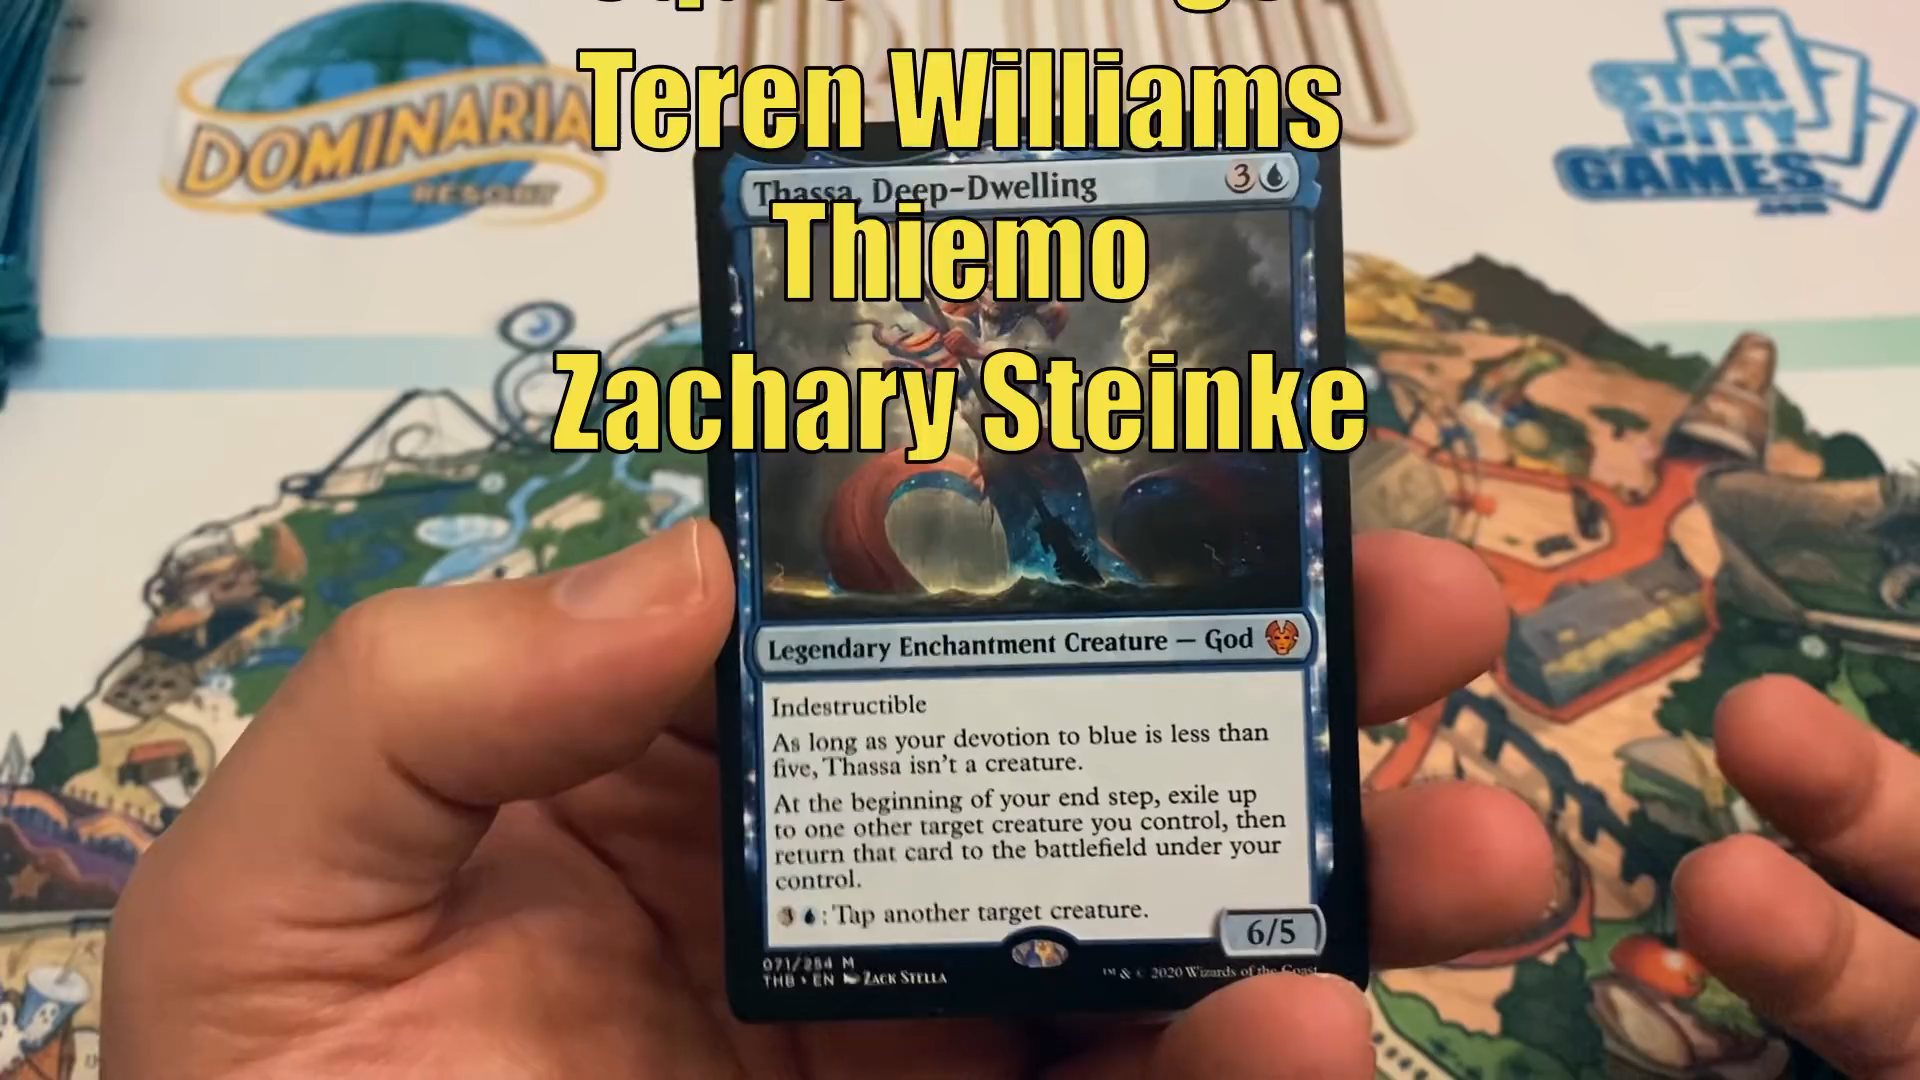 Teren Williams
Thiemo
Zachary Steinke
DOMINARIA
RESORT
STAR
CITY
GAMES
.com
Thassa, Deep-Dwelling
3
Legendary Enchantment Creature — God
Indestructible
As long as your devotion to blue is less than
five, Thassa isn't a creature.
At the beginning of your end step, exile up
to one other target creature you control, then
return that card to the battlefield under your
control.
3 : Tap another target creature.
6/5
071/254 M
THB • EN ZACK STELLA
™ & © 2020 Wizards of the Coast